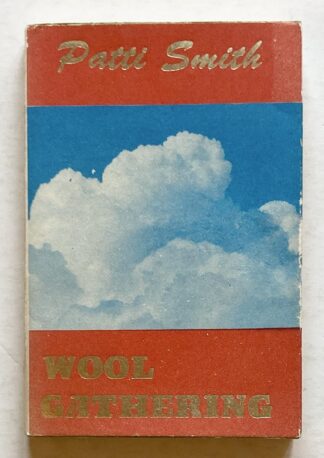 Patti Smith
WOOL
GATHERING